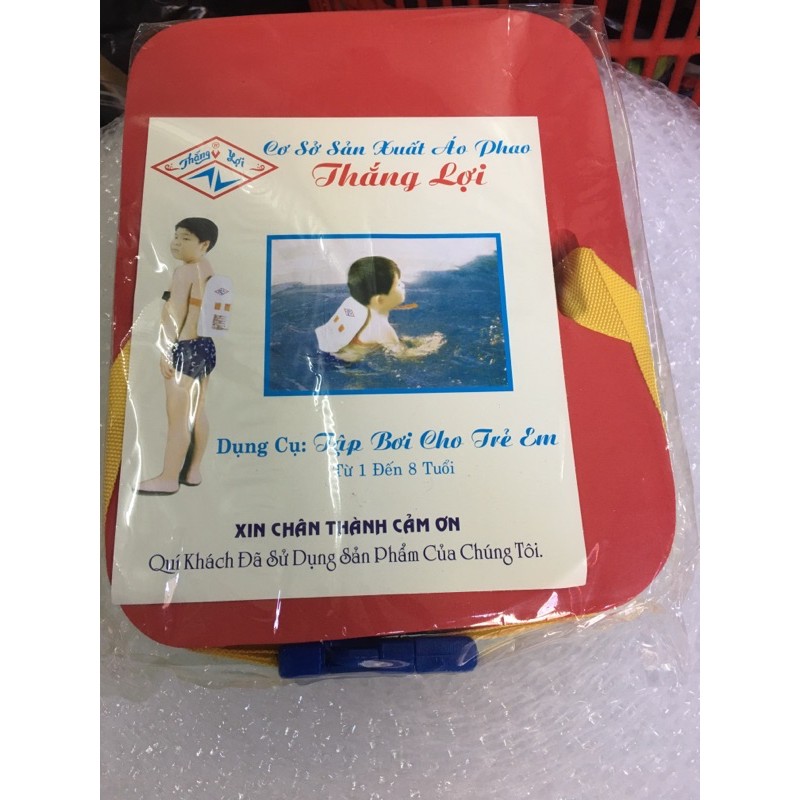 Thắng Lợi
Cơ Sở Sản Xuất Áo Phao
Thắng Lợi
Dụng Cụ: Tập Bơi Cho Trẻ Em
Từ 1 Đến 8 Tuổi
XIN CHÂN THÀNH CẢM ƠN
Quí Khách Đã Sử Dụng Sản Phẩm Của Chúng Tôi.